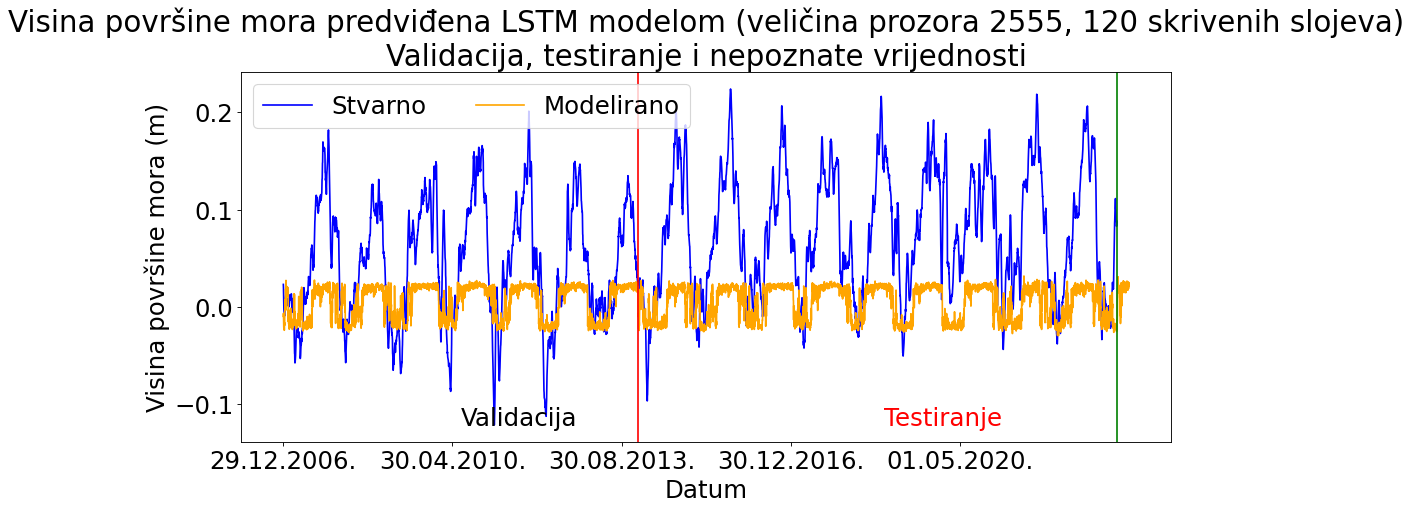 Visina površine mora predviđena LSTM modelom (veličina prozora 2555, 120 skrivenih slojeva)
Validacija, testiranje i nepoznate vrijednosti
Stvarno Modelirano
Visina površine mora (m)
0.2
0.1
0.0
−0.1
Validacija
Testiranje
29.12.2006. 30.04.2010. 30.08.2013. 30.12.2016. 01.05.2020.
Datum